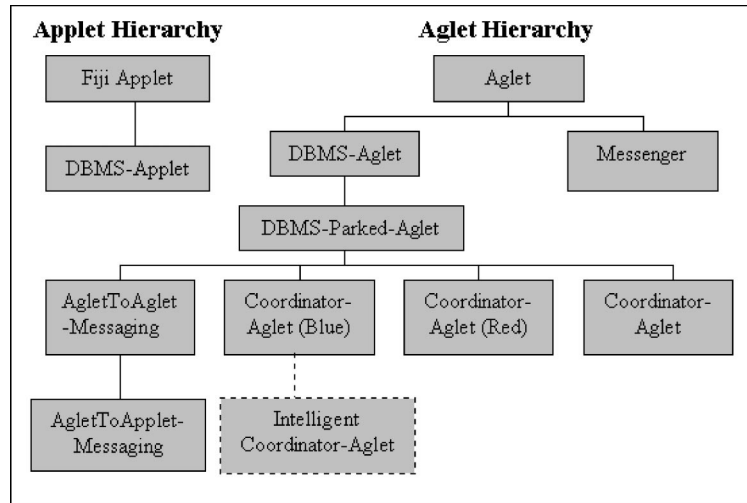 Applet Hierarchy
Aglet Hierarchy
Fiji Applet
Aglet
DBMS-Applet
DBMS-Aglet
Messenger
DBMS-Parked-Aglet
AgletToAglet
-Messaging
Coordinator-
Aglet (Blue)
Coordinator-
Aglet (Red)
Coordinator-
Aglet
AgletToApplet-
Messaging
Intelligent
Coordinator-Aglet